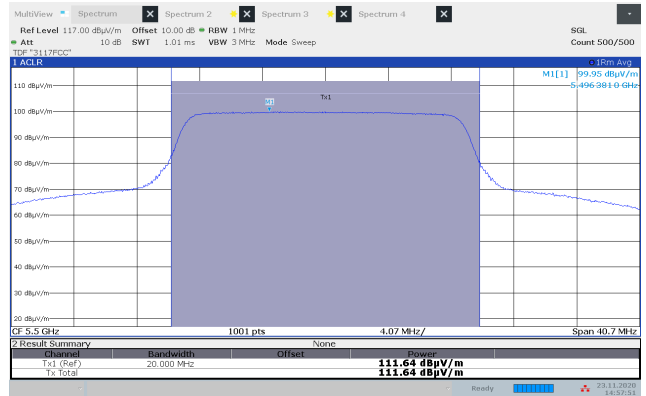 MultiView Spectrum Spectrum 2 Spectrum 3 Spectrum 4
Ref Level 117.00 dBµV/m Offset 10.00 dB RBW 1 MHz SGL
Att 10 dB SWT 1.01 ms VBW 3 MHz Mode Sweep Count 500/500
TDF "3117FCC"
1 ACLR 1Rm Avg
M1[1] 99.95 dBµV/m
5.496 381 0 GHz
110 dBµV/m
Tx1
M1
100 dBµV/m
90 dBµV/m
80 dBµV/m
70 dBµV/m
60 dBµV/m
50 dBµV/m
40 dBµV/m
30 dBµV/m
20 dBµV/m
CF 5.5 GHz 1001 pts 4.07 MHz/ Span 40.7 MHz
2 Result Summary None
Channel Bandwidth Offset Power
Tx1 (Ref) 20.000 MHz 111.64 dBµV/m
Tx Total 111.64 dBµV/m
Ready 23.11.2020
14:57:51